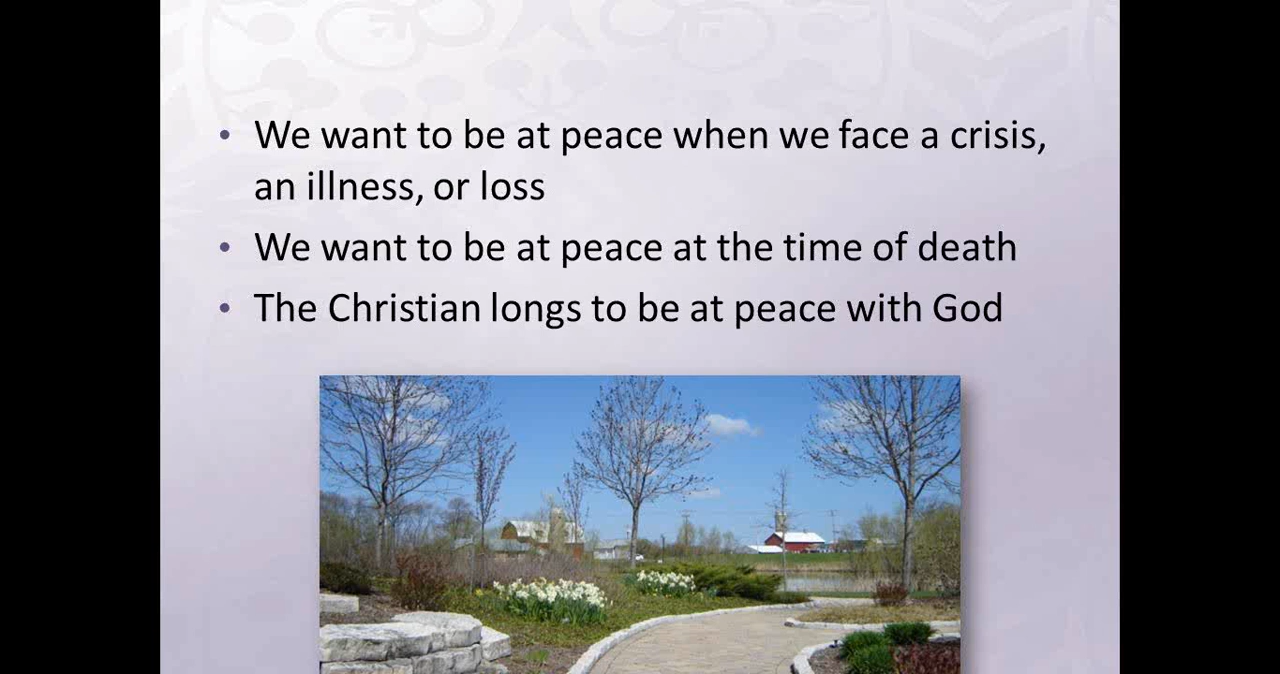 • We want to be at peace when we face a crisis,
an illness, or loss
• We want to be at peace at the time of death
• The Christian longs to be at peace with God